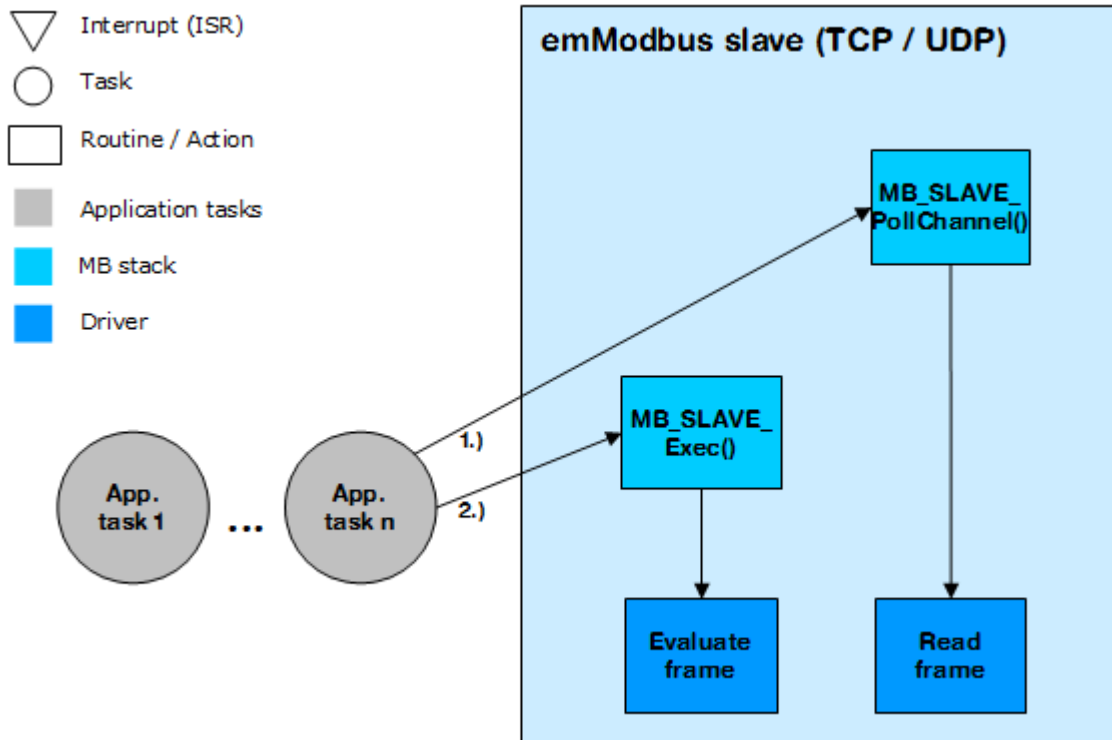 Interrupt (ISR)
Task
Routine / Action
Application tasks
MB stack
Driver
emModbus slave (TCP / UDP)
MB_SLAVE_
PollChannel()
MB_SLAVE_
Exec()
1.)
2.)
App.
task 1
...
App.
task n
Evaluate
frame
Read
frame